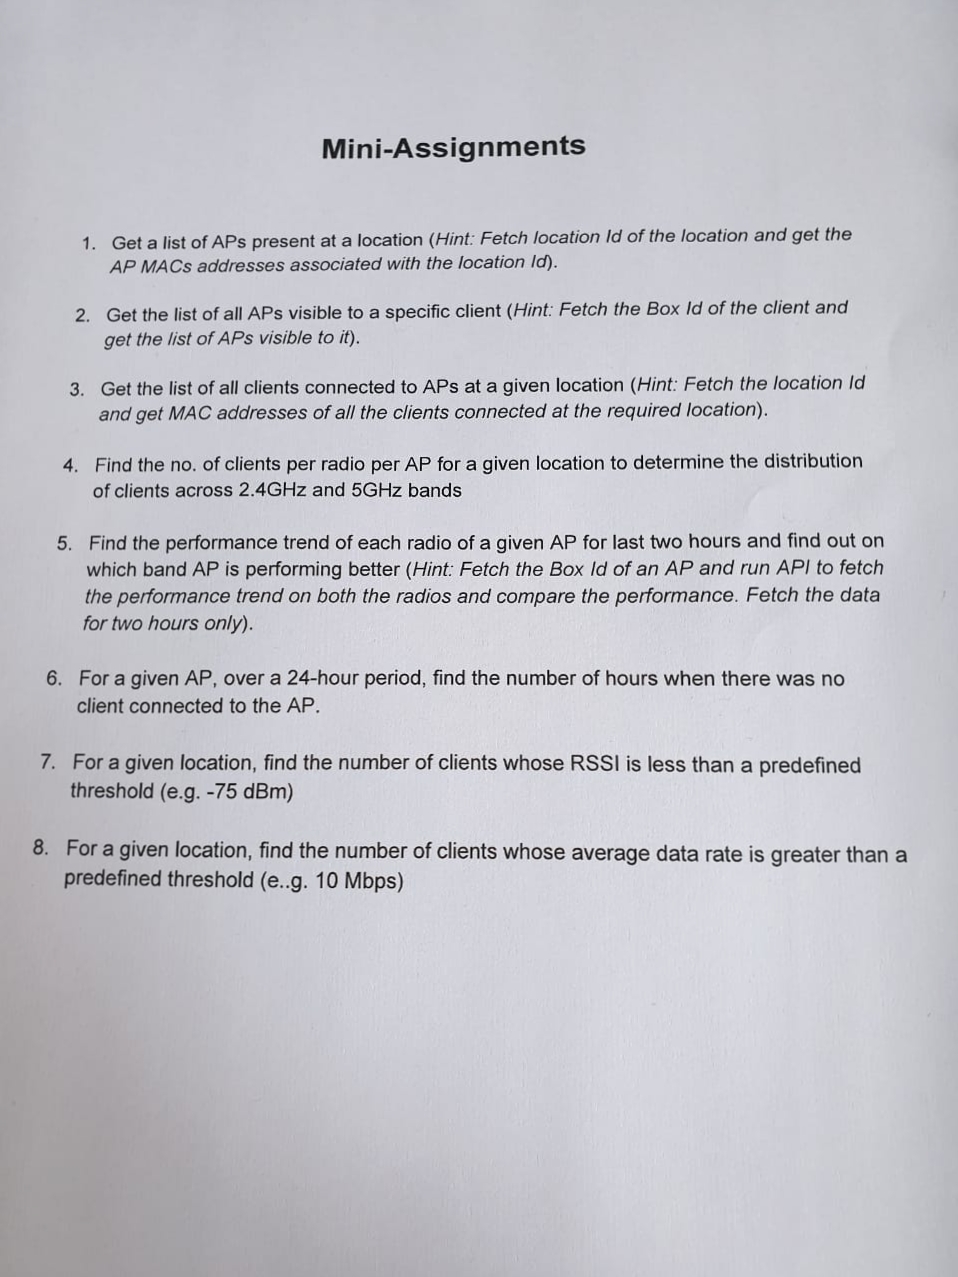 Mini-Assignments
1. Get a list of APs present at a location (Hint: Fetch location Id of the location and get the
AP MACs addresses associated with the location Id).
2. Get the list of all APs visible to a specific client (Hint: Fetch the Box Id of the client and
get the list of APs visible to it).
3. Get the list of all clients connected to APs at a given location (Hint: Fetch the location Id
and get MAC addresses of all the clients connected at the required location).
4. Find the no. of clients per radio per AP for a given location to determine the distribution
of clients across 2.4GHz and 5GHz bands
5. Find the performance trend of each radio of a given AP for last two hours and find out on
which band AP is performing better (Hint: Fetch the Box Id of an AP and run API to fetch
the performance trend on both the radios and compare the performance. Fetch the data
for two hours only).
6. For a given AP, over a 24-hour period, find the number of hours when there was no
client connected to the AP.
7. For a given location, find the number of clients whose RSSI is less than a predefined
threshold (e.g. -75 dBm)
8. For a given location, find the number of clients whose average data rate is greater than a
predefined threshold (e..g. 10 Mbps)